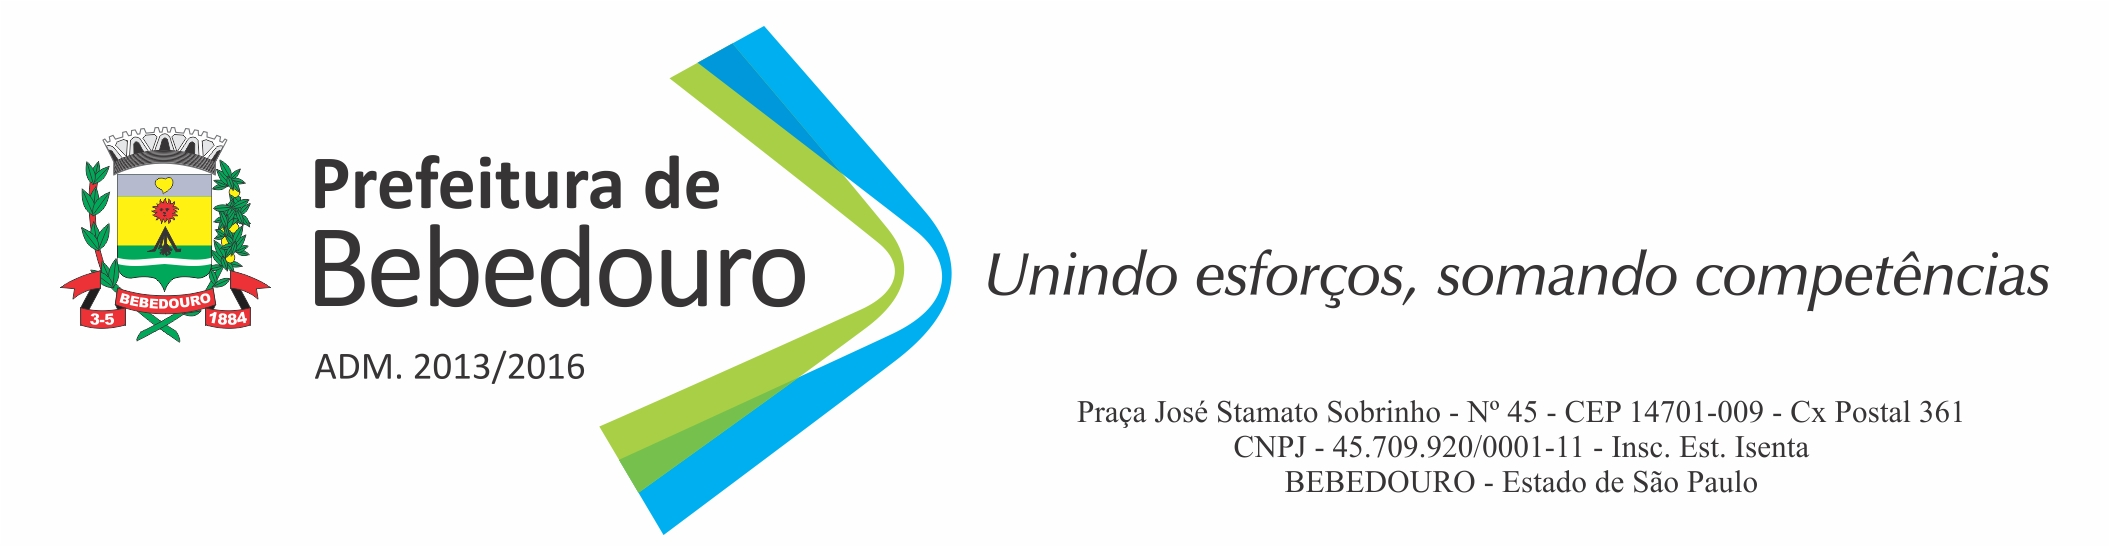 Prefeitura de
Bebedouro
ADM. 2013/2016
BEBEDOURO
3-5
1884
Unindo esforços, somando competências
Praça José Stamato Sobrinho - Nº 45 - CEP 14701-009 - Cx Postal 361
CNPJ - 45.709.920/0001-11 - Insc. Est. Isenta
BEBEDOURO - Estado de São Paulo